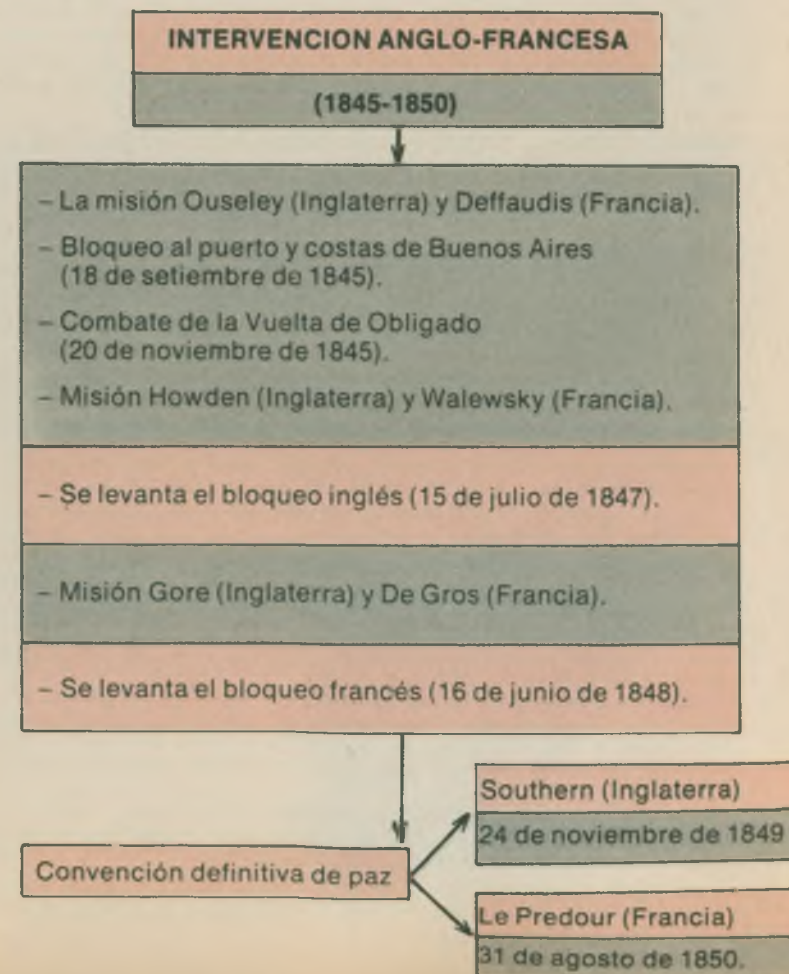 INTERVENCION ANGLO-FRANCESA
(1845-1850)
– La misión Ouseley (Inglaterra) y Deffaudis (Francia).
– Bloqueo al puerto y costas de Buenos Aires
(18 de setiembre de 1845).
– Combate de la Vuelta de Obligado
(20 de noviembre de 1845).
– Misión Howden (Inglaterra) y Walewsky (Francia).
– Se levanta el bloqueo inglés (15 de julio de 1847).
– Misión Gore (Inglaterra) y De Gros (Francia).
– Se levanta el bloqueo francés (16 de junio de 1848).
Convención definitiva de paz
Southern (Inglaterra)
24 de noviembre de 1849
Le Predour (Francia)
31 de agosto de 1850.